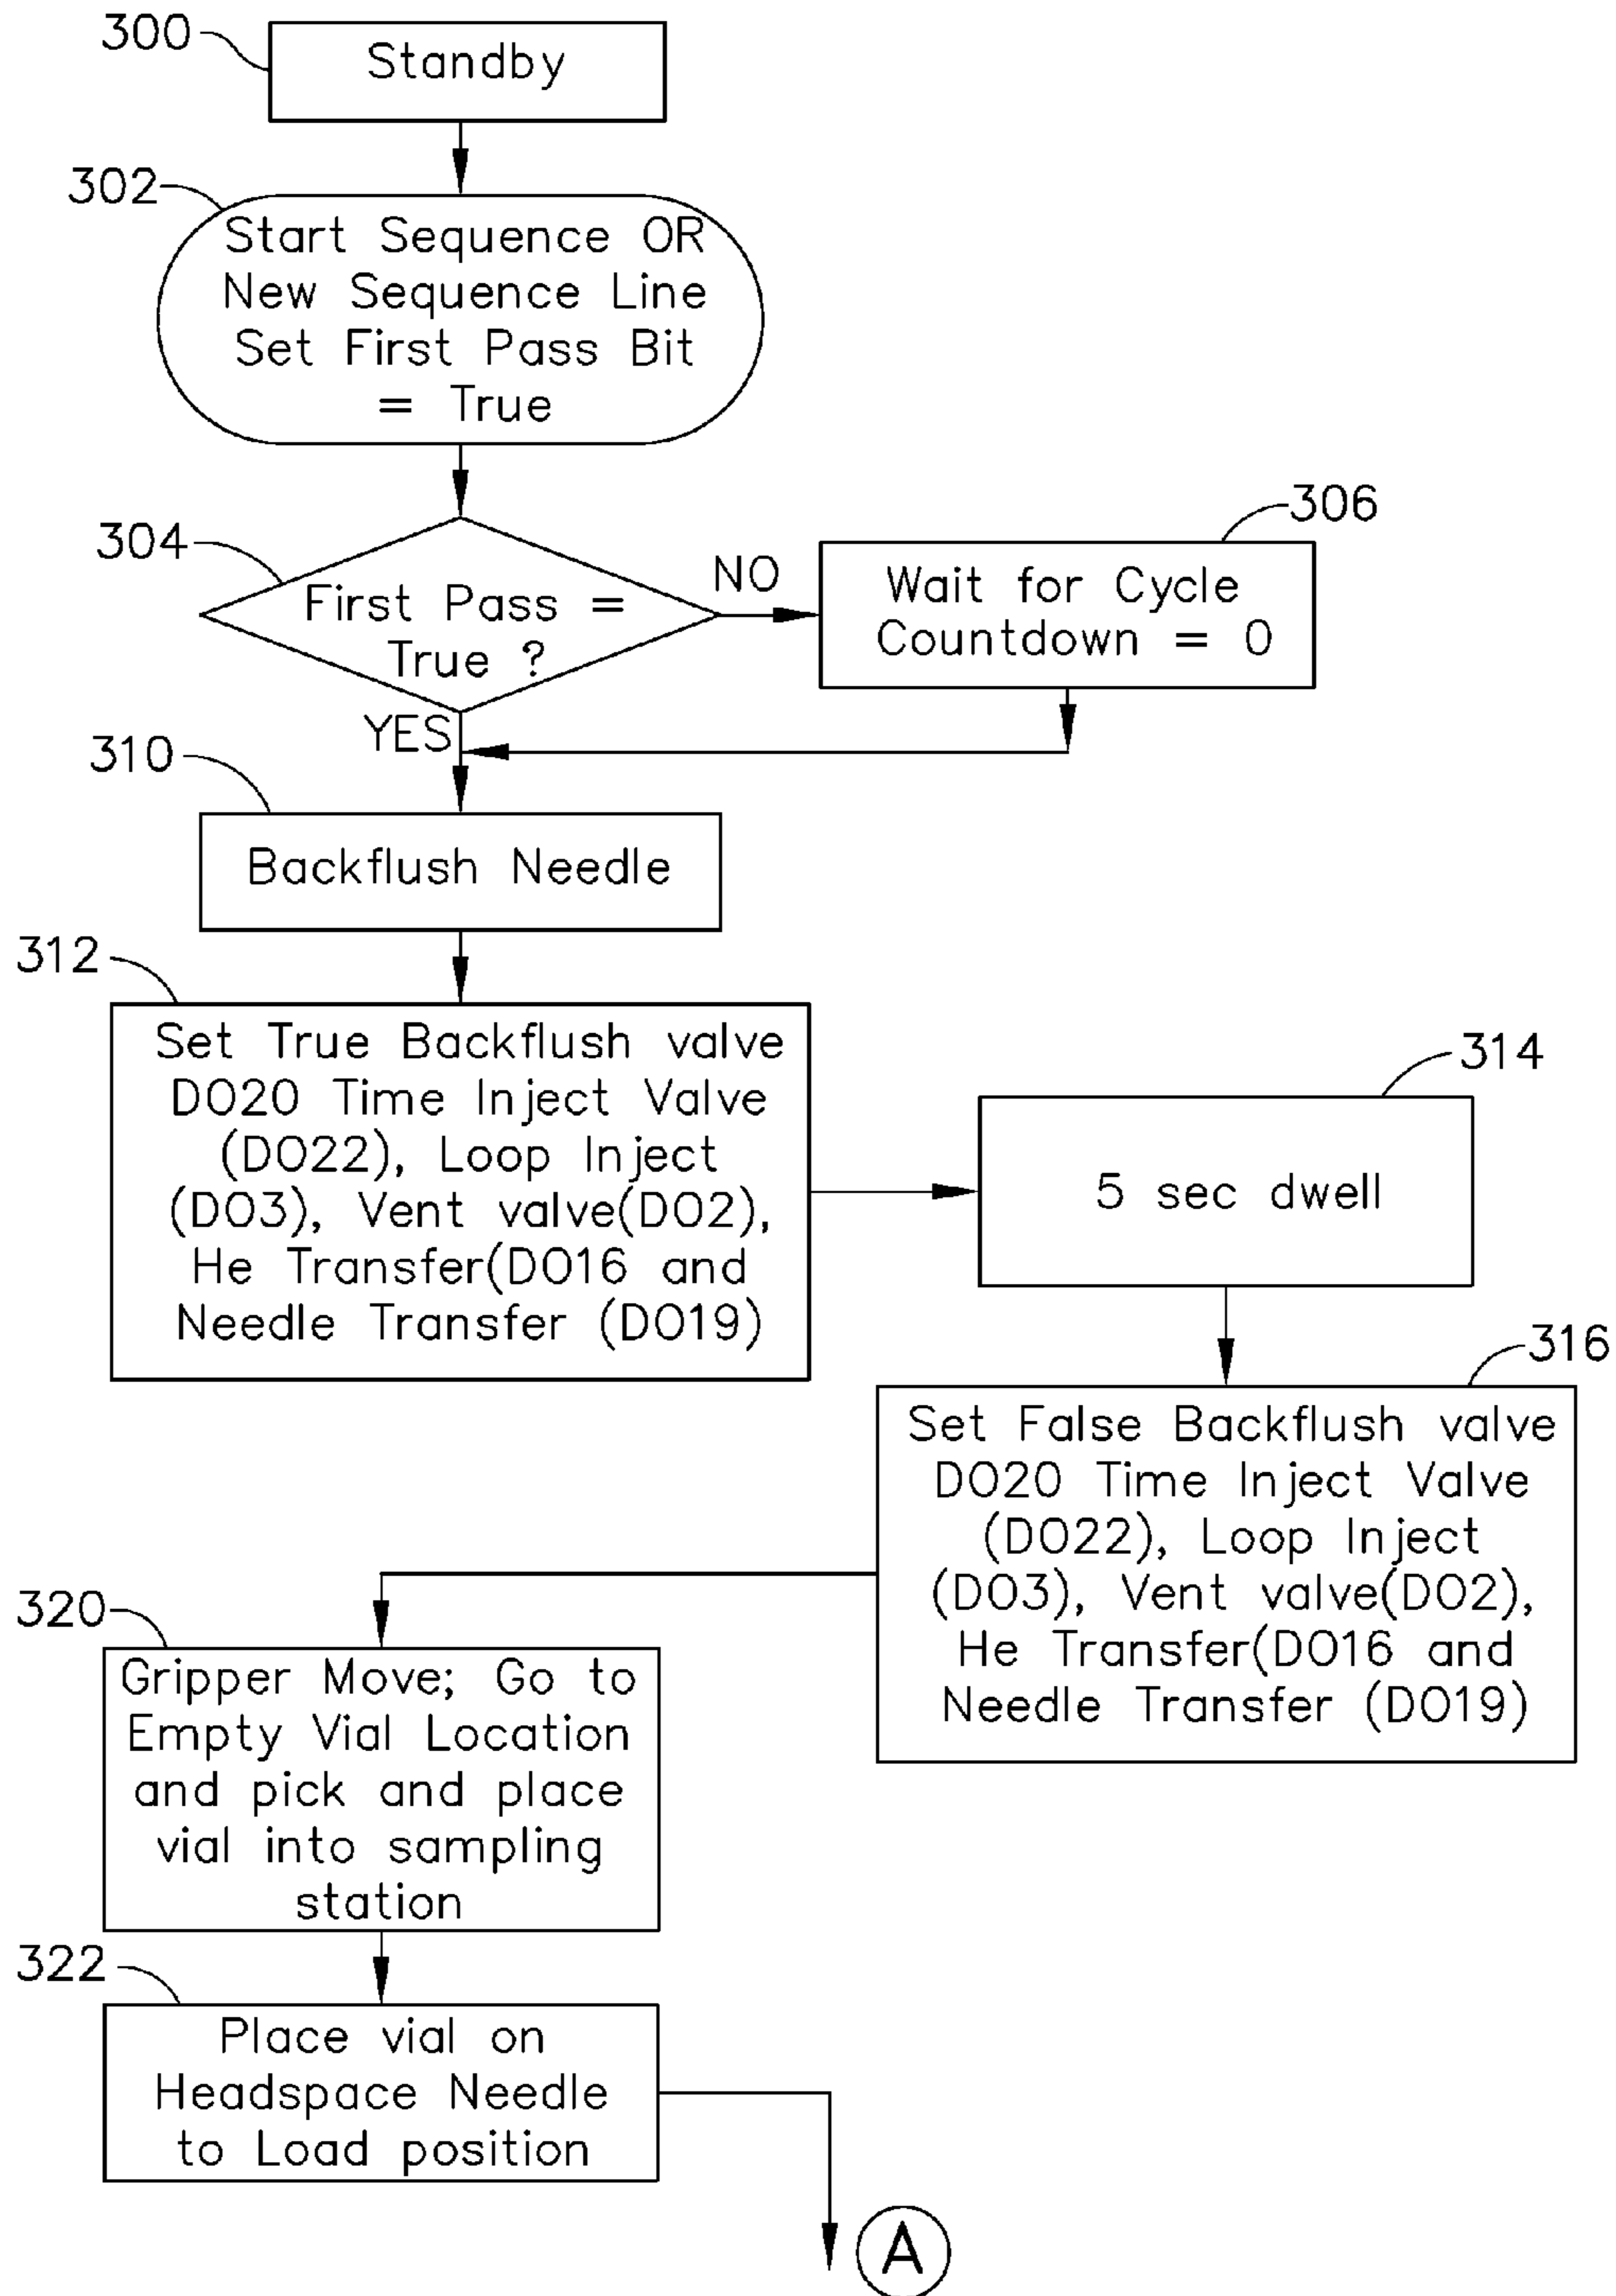 300
Standby
302
Start Sequence OR
New Sequence Line
Set First Pass Bit
= True
304
First Pass =
True ?
NO
306
Wait for Cycle
Countdown = 0
YES
310
Backflush Needle
312
Set True Backflush valve
DO20 Time Inject Valve
(DO22), Loop Inject
(DO3), Vent valve(DO2),
He Transfer(DO16 and
Needle Transfer (DO19)
314
5 sec dwell
316
Set False Backflush valve
DO20 Time Inject Valve
(DO22), Loop Inject
(DO3), Vent valve(DO2),
He Transfer(DO16 and
Needle Transfer (DO19)
320
Gripper Move; Go to
Empty Vial Location
and pick and place
vial into sampling
station
322
Place vial on
Headspace Needle
to Load position
A